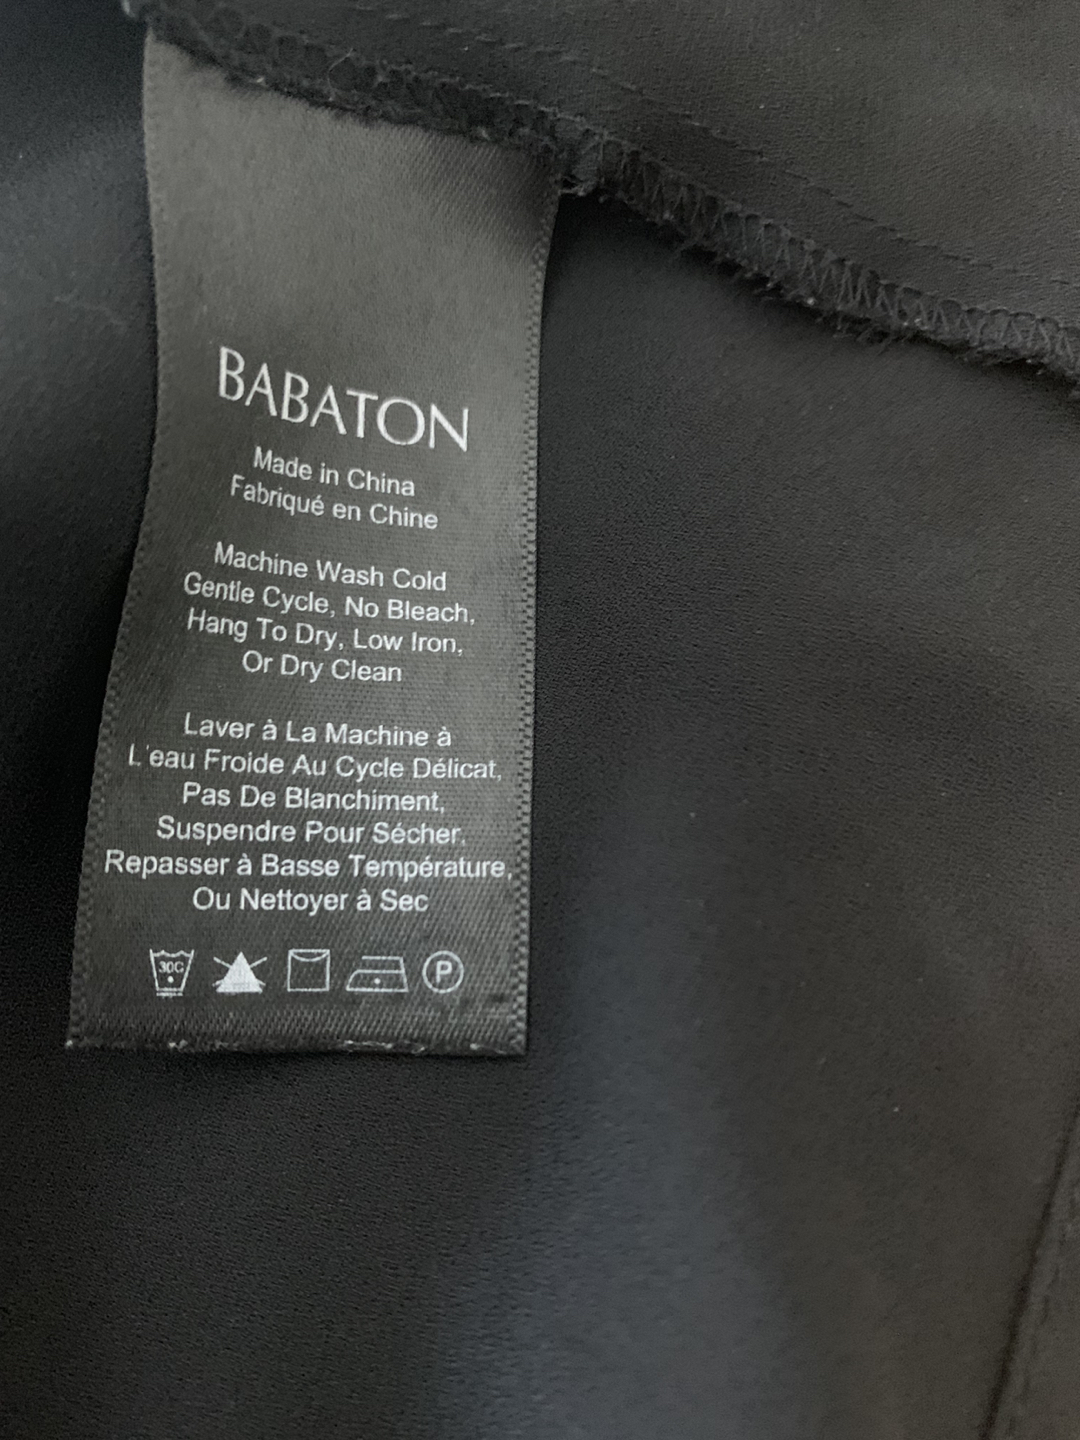 BABATON
Made in China
Fabriqué en Chine
Machine Wash Cold
Gentle Cycle, No Bleach,
Hang To Dry, Low Iron,
Or Dry Clean
Laver à La Machine à
L'eau Froide Au Cycle Délicat,
Pas De Blanchiment,
Suspendre Pour Sécher,
Repasser à Basse Température,
Ou Nettoyer à Sec
30C P